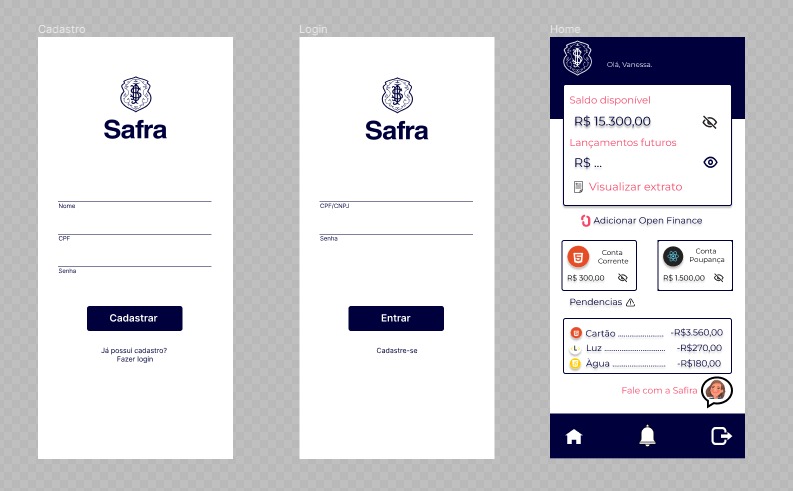 Cadastro
Safra
Nome
CPF
Senha
Cadastrar
Já possui cadastro?
Fazer login
Login
Safra
CPF/CNPJ
Senha
Entrar
Cadastre-se
Home
Olá, Vanessa.
Saldo disponível
R$ 15.300,00
Lançamentos futuros
R$ ...
Visualizar extrato
Adicionar Open Finance
Conta
Corrente
R$ 300,00
Conta
Poupança
R$ 1.500,00
Pendencias
Cartão ...................... -R$3.560,00
L Luz ............................. -R$270,00
Água ......................... -R$180,00
Fale com a Safira